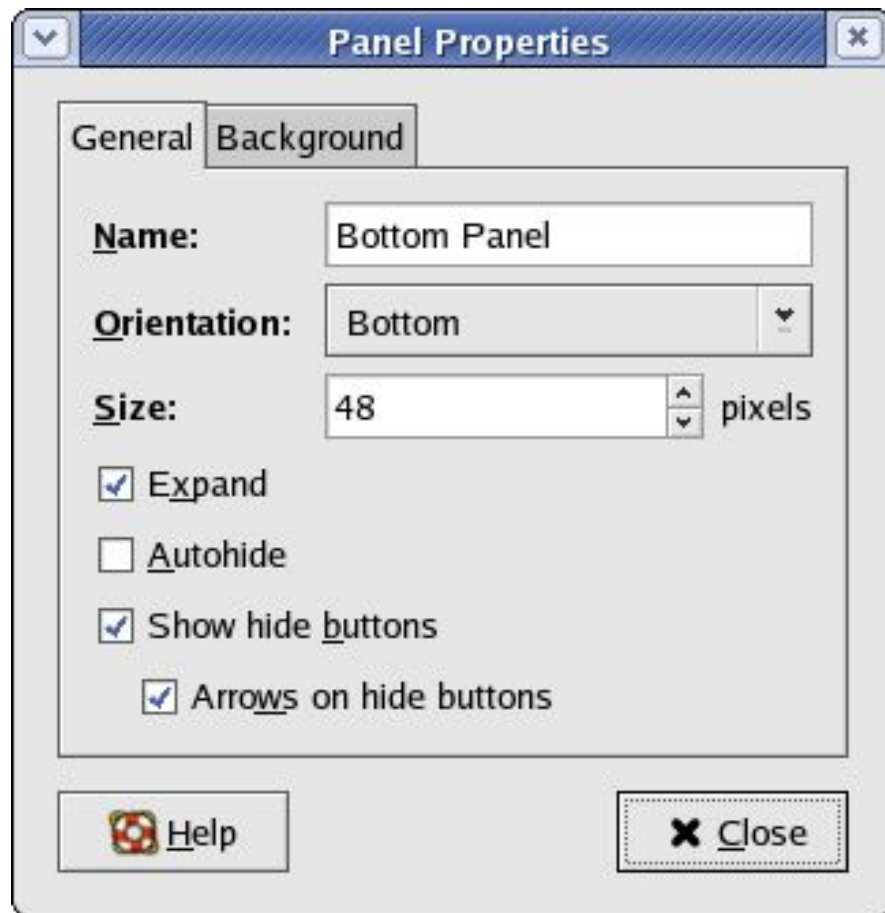 Panel Properties
General Background
Name: Bottom Panel
Orientation: Bottom
Size: 48 pixels
Expand
Autohide
Show hide buttons
Arrows on hide buttons
Help Close